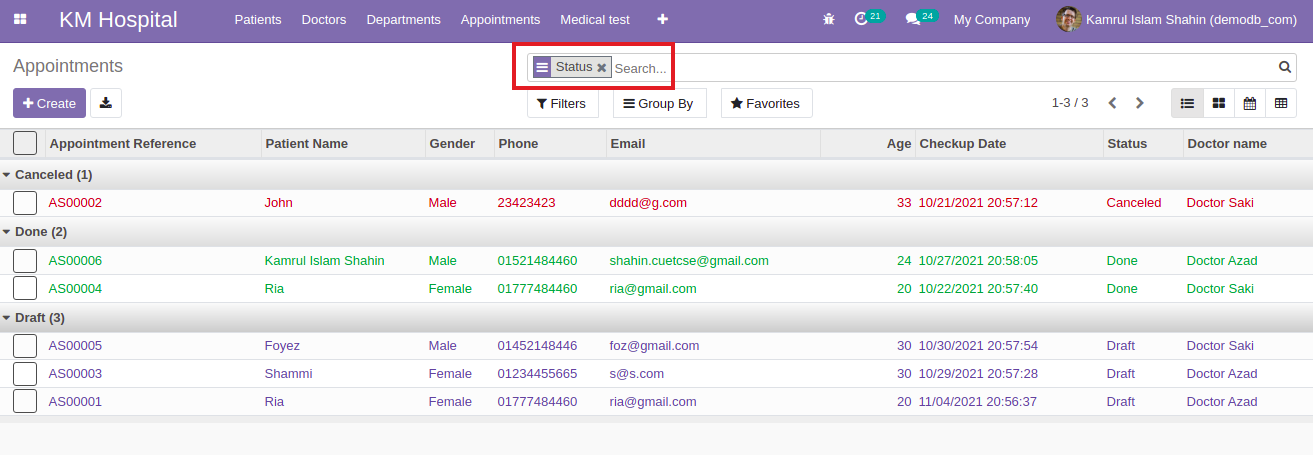 KM Hospital Patients Doctors Departments Appointments Medical test 21 24 My Company Kamrul Islam Shahin (demodb_com)
Appointments Status Search...
Create Filters Group By Favorites 1-3 / 3
Appointment Reference Patient Name Gender Phone Email Age Checkup Date Status Doctor name
Canceled (1)
AS00002 John Male 23423423 dddd@g.com 33 10/21/2021 20:57:12 Canceled Doctor Saki
Done (2)
AS00006 Kamrul Islam Shahin Male 01521484460 shahin.cuetcse@gmail.com 24 10/27/2021 20:58:05 Done Doctor Azad
AS00004 Ria Female 01777484460 ria@gmail.com 20 10/22/2021 20:57:40 Done Doctor Saki
Draft (3)
AS00005 Foyez Male 01452148446 foz@gmail.com 30 10/30/2021 20:57:54 Draft Doctor Saki
AS00003 Shammi Female 01234455665 s@s.com 30 10/29/2021 20:57:28 Draft Doctor Azad
AS00001 Ria Female 01777484460 ria@gmail.com 20 11/04/2021 20:56:37 Draft Doctor Azad